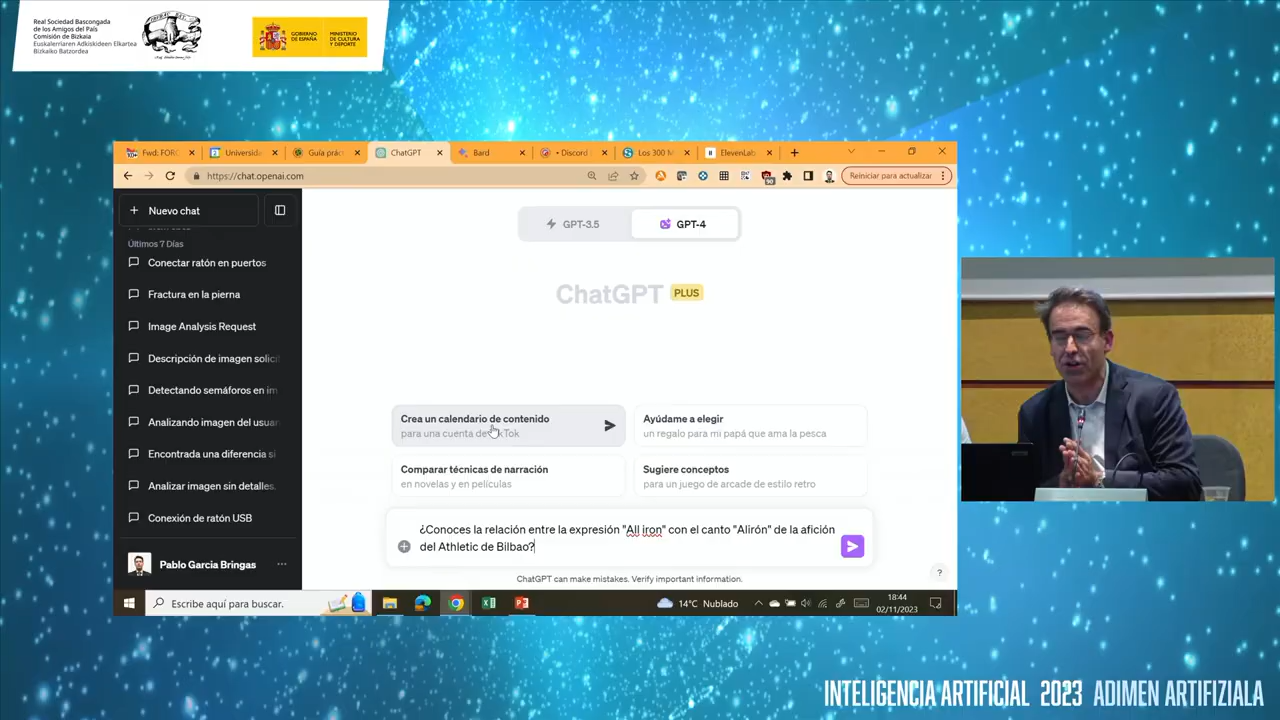 Real Sociedad Bascongada
de los Amigos del País
Comisión de Bizkaia
Euskalerriaren Adkiskideen Elkartea
Bizkaiko Batzordea
GOBIERNO
DE ESPAÑA
MINISTERIO
DE CULTURA
Y DEPORTE
Fwd: FORC
Universida
Guía prác
ChatGPT
Bard
• Discord
Los 300 M
ElevenLab
https://chat.openai.com
Reiniciar para actualizar
Nuevo chat
Últimos 7 Días
Conectar ratón en puertos
Fractura en la pierna
Image Analysis Request
Descripción de imagen solici
Detectando semáforos en im
Analizando imagen del usuar
Encontrada una diferencia si
Analizar imagen sin detalles.
Conexión de ratón USB
Pablo Garcia Bringas
GPT-3.5
GPT-4
ChatGPT PLUS
Crea un calendario de contenido
para una cuenta de
Tok
Ayúdame a elegir
un regalo para mi papá que ama la pesca
Comparar técnicas de narración
en novelas y en películas
Sugiere conceptos
para un juego de arcade de estilo retro
¿Conoces la relación entre la expresión "All iron" con el canto "Alirón" de la afición
del Athletic de Bilbao?
ChatGPT can make mistakes. Verify important information.
?
Escribe aquí para buscar.
14°C Nublado
18:44
02/11/2023
INTELIGENCIA ARTIFICIAL 2023 ADIMEN ARTIFIZIALA